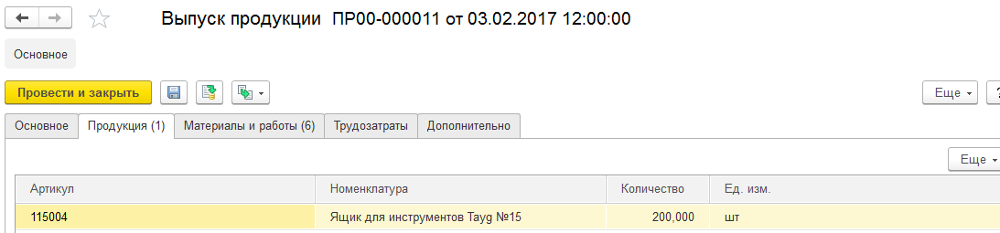 Выпуск продукции ПР00-000011 от 03.02.2017 12:00:00
Основное
Провести и закрыть
Еще
?
Основное Продукция (1) Материалы и работы (6) Трудозатраты Дополнительно
Еще
Артикул Номенклатура Количество Ед. изм.
115004 Ящик для инструментов Tayg №15 200,000 шт